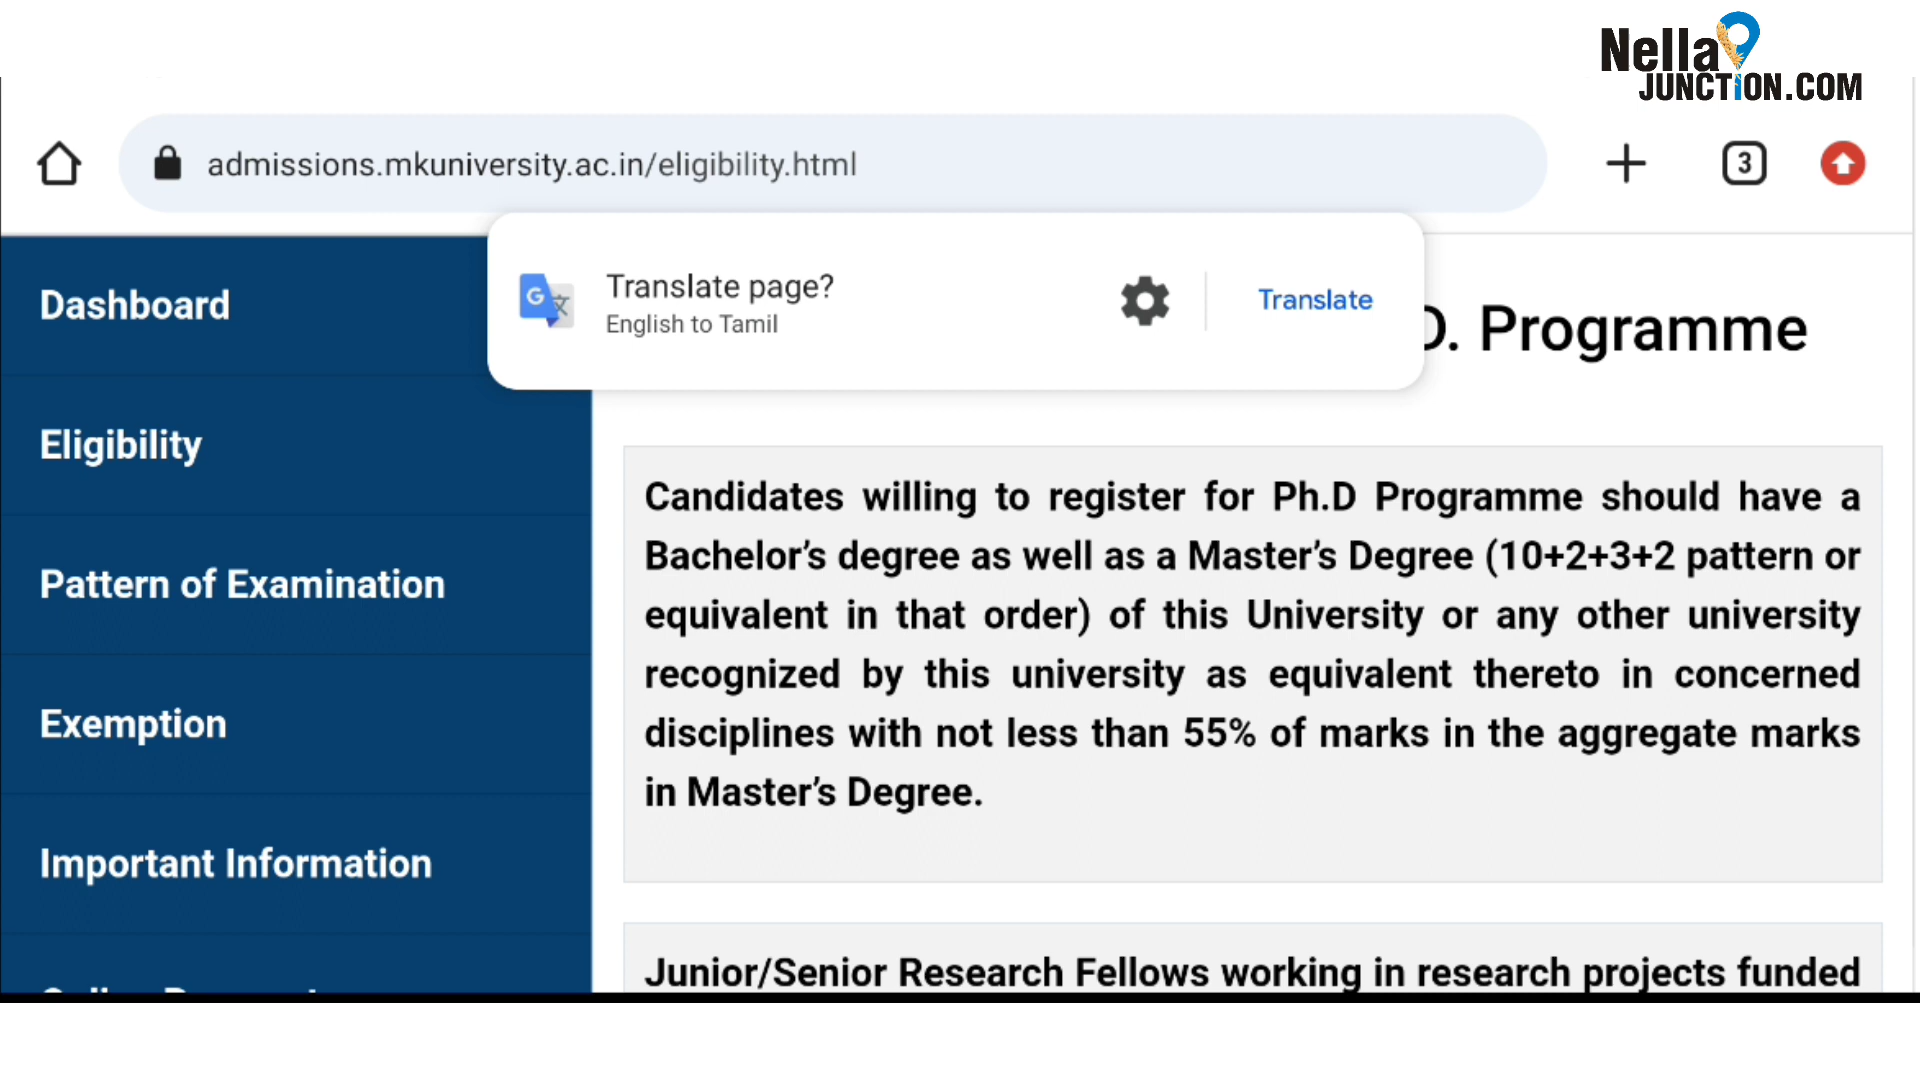 Nella
JUNCTION.COM
admissions.mkuniversity.ac.in/eligibility.html
3
Translate page?
English to Tamil
Translate
Dashboard
Eligibility
Pattern of Examination
Exemption
Important Information
D. Programme
Candidates willing to register for Ph.D Programme should have a
Bachelor’s degree as well as a Master’s Degree (10+2+3+2 pattern or
equivalent in that order) of this University or any other university
recognized by this university as equivalent thereto in concerned
disciplines with not less than 55% of marks in the aggregate marks
in Master’s Degree.
Junior/Senior Research Fellows working in research projects funded